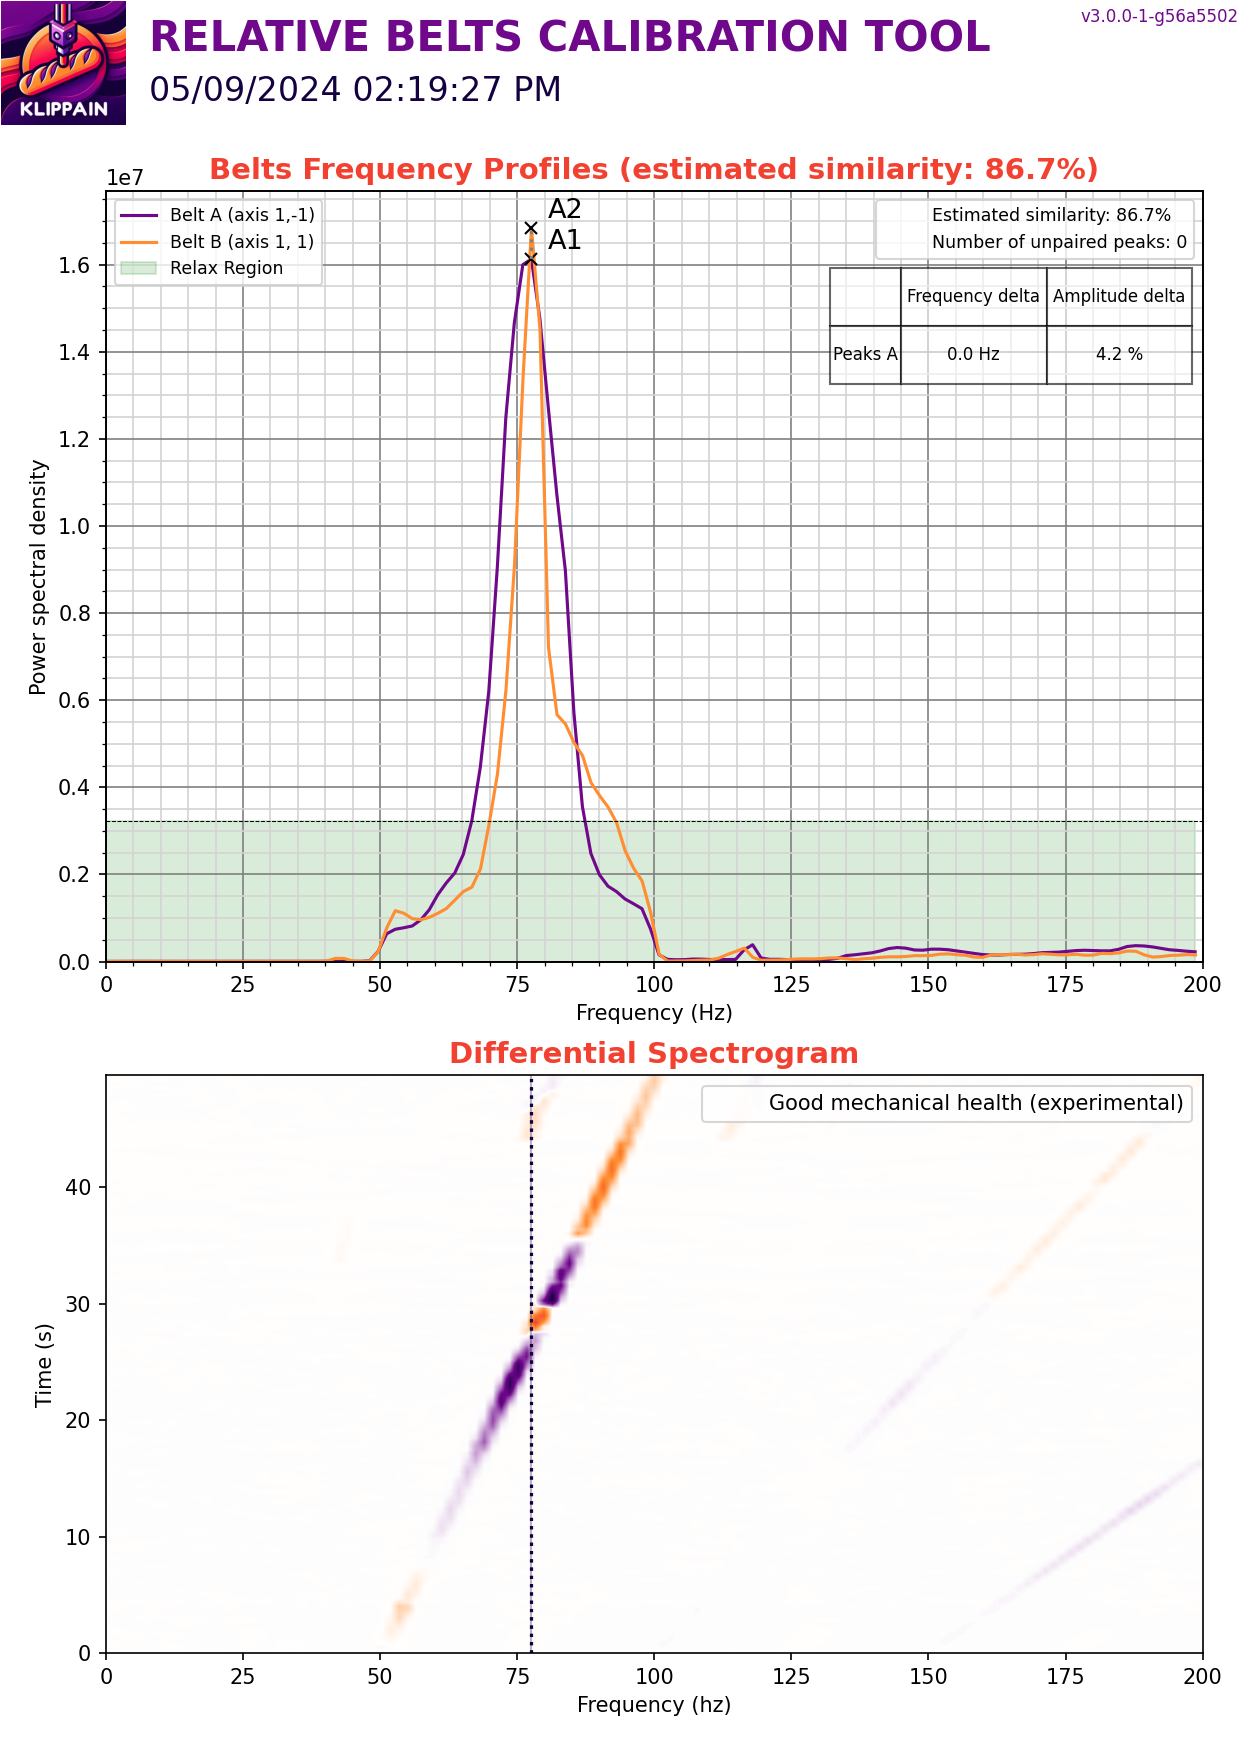 KLIPPAIN
RELATIVE BELTS CALIBRATION TOOL
v3.0.0-1-g56a5502
05/09/2024 02:19:27 PM
Belts Frequency Profiles (estimated similarity: 86.7%)
1e7
Belt A (axis 1,-1)
Belt B (axis 1, 1)
Relax Region
A2
A1
Estimated similarity: 86.7%
Number of unpaired peaks: 0
Frequency delta Amplitude delta
Peaks A 0.0 Hz 4.2 %
Power spectral density
1.6
1.4
1.2
1.0
0.8
0.6
0.4
0.2
0.0
0 25 50 75 100 125 150 175 200
Frequency (Hz)
Differential Spectrogram
Good mechanical health (experimental)
Time (s)
40
30
20
10
0
0 25 50 75 100 125 150 175 200
Frequency (hz)